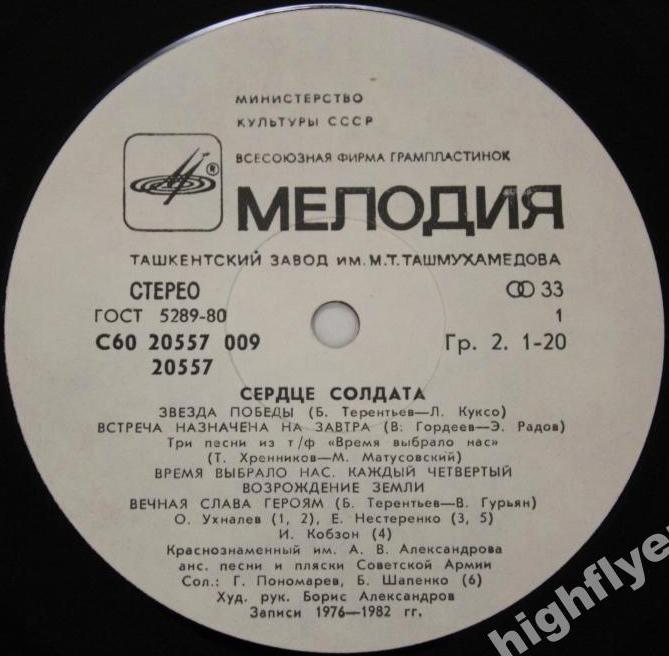 МИНИСТЕРСТВО
КУЛЬТУРЫ СССР
ВСЕСОЮЗНАЯ ФИРМА ГРАМПЛАСТИНОК
®
МЕЛОДИЯ
ТАШКЕНТСКИЙ ЗАВОД ИМ. М.Т. ТАШМУХАМЕДОВА
СТЕРЕО 33
ГОСТ 5289-80 1
С60 20557 009 Гр. 2. 1-20
20557
СЕРДЦЕ СОЛДАТА
ЗВЕЗДА ПОБЕДЫ (Б. Терентьев—Л. Куксо)
ВСТРЕЧА НАЗНАЧЕНА НА ЗАВТРА (В. Гордеев—Э. Радов)
Три песни из т/ф «Время выбрало нас»
(Т. Хренников—М. Матусовский)
ВРЕМЯ ВЫБРАЛО НАС. КАЖДЫЙ ЧЕТВЕРТЫЙ
ВОЗРОЖДЕНИЕ ЗЕМЛИ
ВЕЧНАЯ СЛАВА ГЕРОЯМ (Б. Терентьев—В. Гурьян)
О. Ухналев (1, 2), Е. Нестеренко (3, 5)
И. Кобзон (4)
Краснознаменный им. А. В. Александрова
анс. песни и пляски Советской Армии
Сол.: Г. Пономарев, Б. Шапенко (6)
Худ. рук. Борис Александров
Записи 1976—1982 гг.
highflye